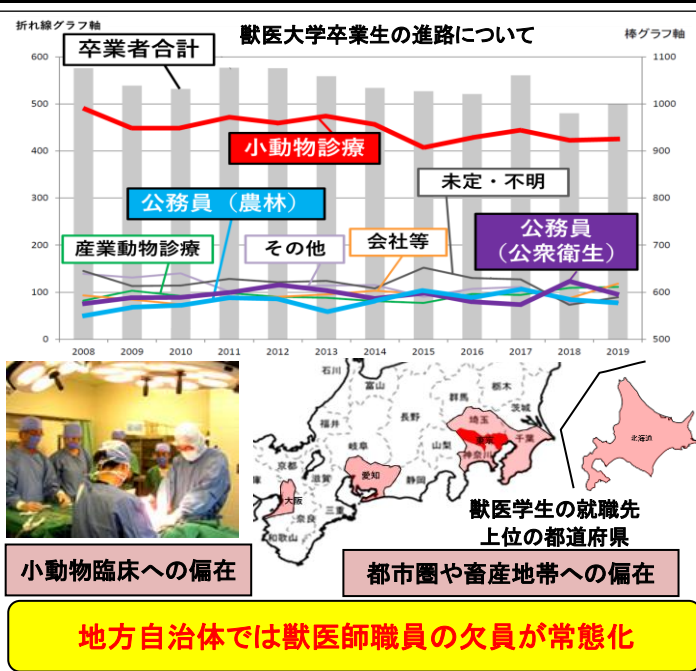 獣医大学卒業生の進路について
折れ線グラフ軸
棒グラフ軸
600
500
400
300
200
100
0
1100
1000
900
800
700
600
500
卒業者合計
小動物診療
未定・不明
公務員(農林)
公務員
(公衆衛生)
産業動物診療
その他
会社等
2008 2009 2010 2011 2012 2013 2014 2015 2016 2017 2018 2019
石川
富山
福井
岐阜
長野
群馬
栃木
茨城
埼玉
東京
千葉
神奈川
山梨
静岡
愛知
京都
滋賀
大阪
奈良
三重
和歌山
北海道
獣医学生の就職先
上位の都道府県
小動物臨床への偏在
都市圏や畜産地帯への偏在
地方自治体では獣医師職員の欠員が常態化